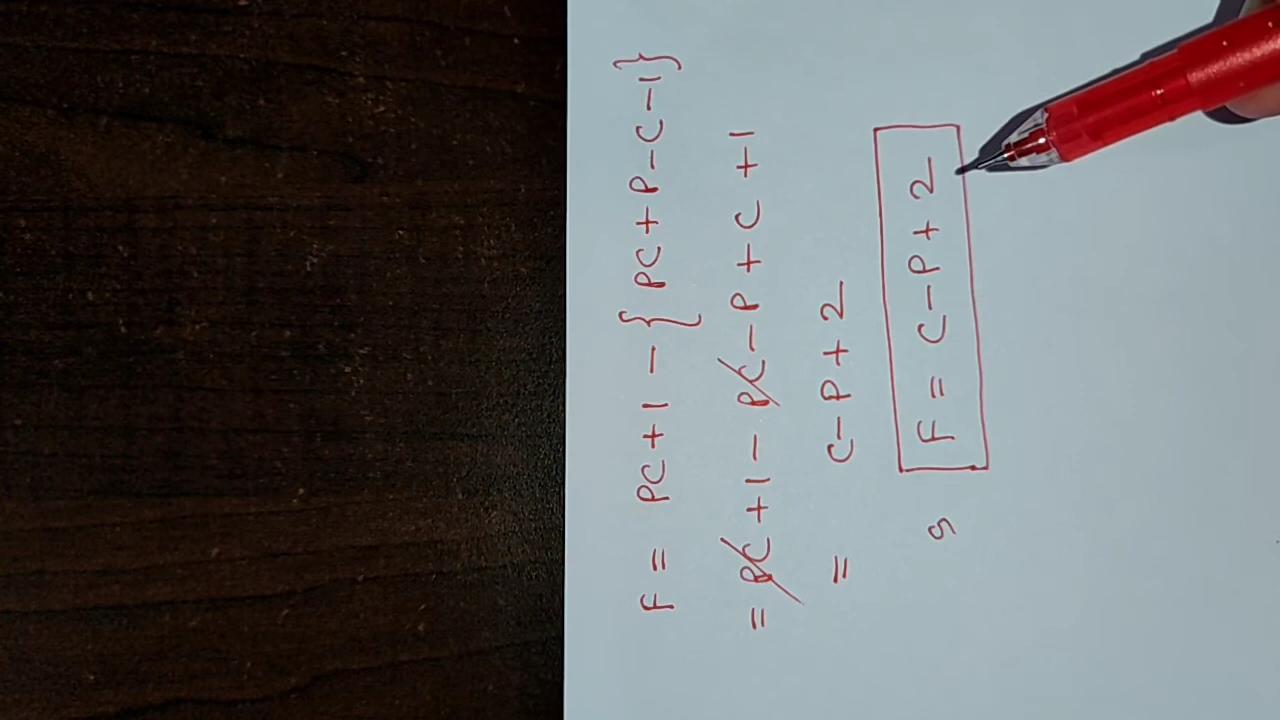 F = PC + 1 - { PC + P - C - 1 }
= PC + 1 - PC - P + C + 1
= C - P + 2
F = C - P + 2